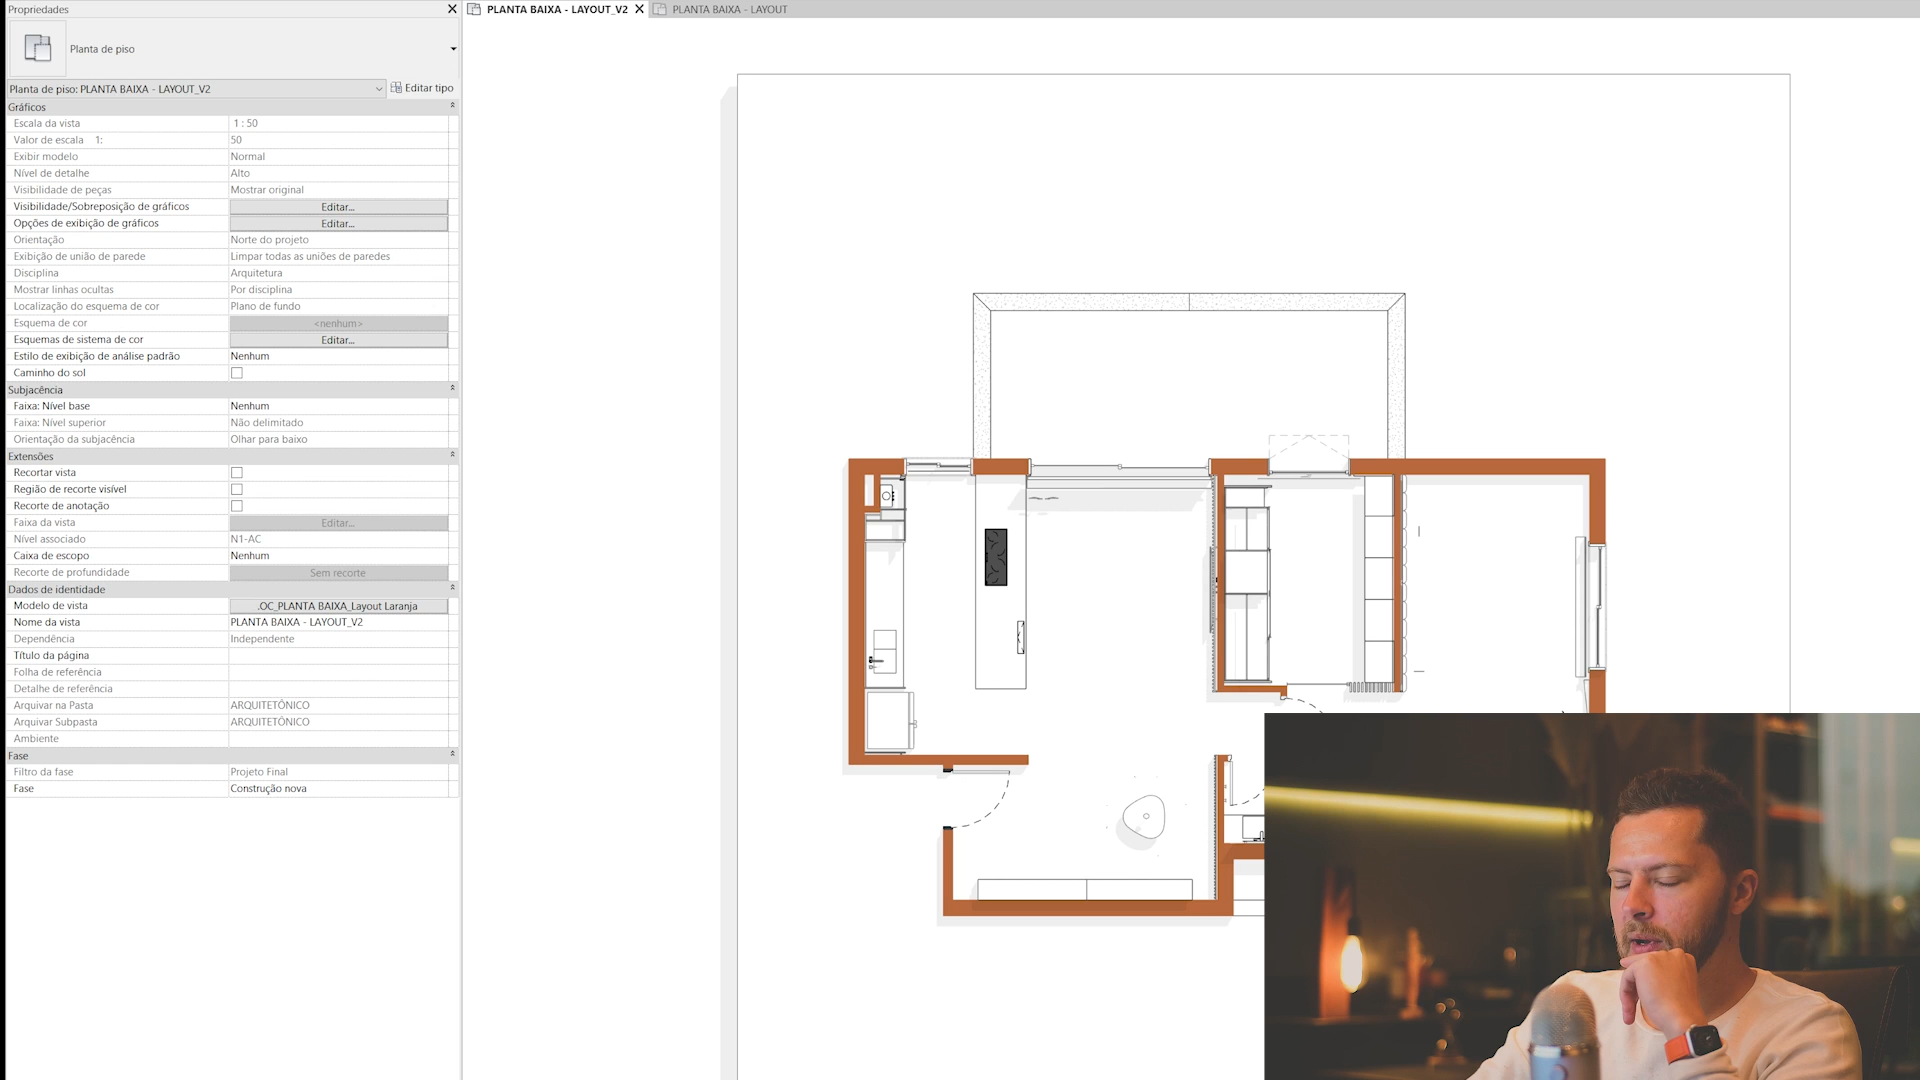 Propriedades
PLANTA BAIXA - LAYOUT_V2
PLANTA BAIXA - LAYOUT
Planta de piso
Planta de piso: PLANTA BAIXA - LAYOUT_V2
Editar tipo
Gráficos
Escala da vista 1 : 50
Valor de escala 1: 50
Exibir modelo Normal
Nível de detalhe Alto
Visibilidade de peças Mostrar original
Visibilidade/Sobreposição de gráficos Editar...
Opções de exibição de gráficos Editar...
Orientação Norte do projeto
Exibição de união de parede Limpar todas as uniões de paredes
Disciplina Arquitetura
Mostrar linhas ocultas Por disciplina
Localização do esquema de cor Plano de fundo
Esquema de cor <nenhum>
Esquemas de sistema de cor Editar...
Estilo de exibição de análise padrão Nenhum
Caminho do sol
Subjacência
Faixa: Nível base Nenhum
Faixa: Nível superior Não delimitado
Orientação da subjacência Olhar para baixo
Extensões
Recortar vista
Região de recorte visível
Recorte de anotação
Faixa da vista Editar...
Nível associado N1-AC
Caixa de escopo Nenhum
Recorte de profundidade Sem recorte
Dados de identidade
Modelo de vista .OC_PLANTA BAIXA_Layout Laranja
Nome da vista PLANTA BAIXA - LAYOUT_V2
Dependência Independente
Título da página
Folha de referência
Detalhe de referência
Arquivar na Pasta ARQUITETÔNICO
Arquivar Subpasta ARQUITETÔNICO
Ambiente
Fase
Filtro da fase Projeto Final
Fase Construção nova